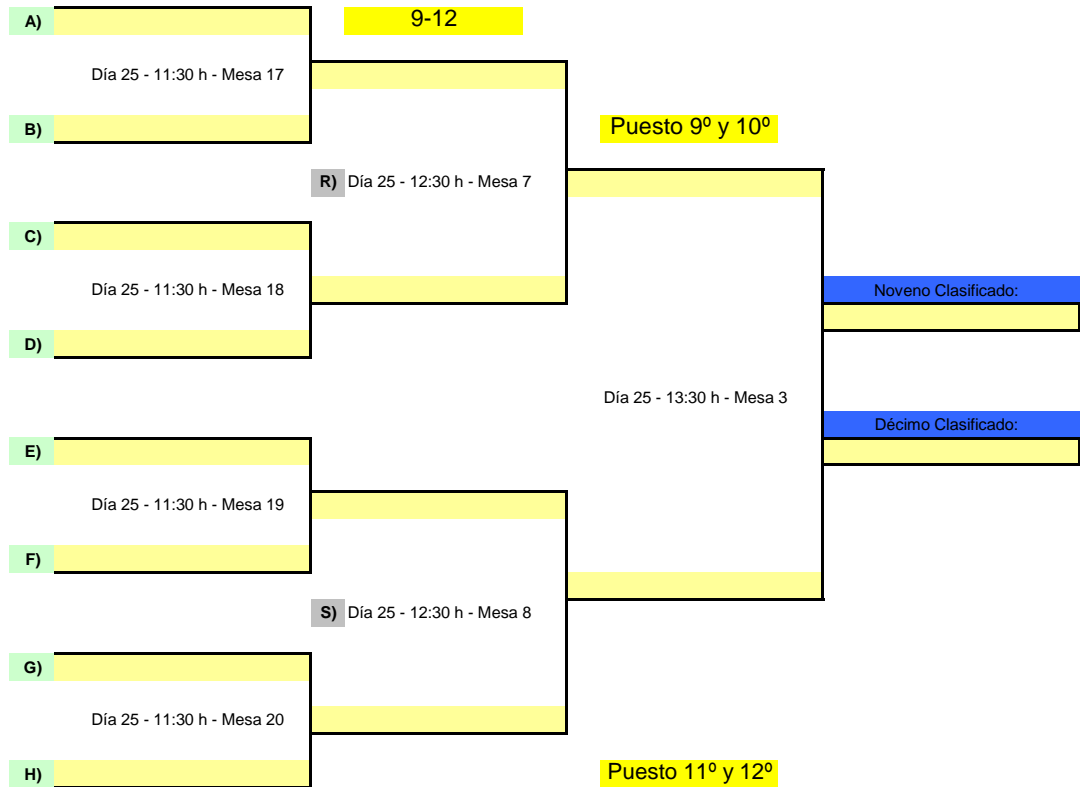 A)
9-12
Día 25 - 11:30 h - Mesa 17
B)
Puesto 9º y 10º
R) Día 25 - 12:30 h - Mesa 7
C)
Día 25 - 11:30 h - Mesa 18
Noveno Clasificado:
D)
Día 25 - 13:30 h - Mesa 3
Décimo Clasificado:
E)
Día 25 - 11:30 h - Mesa 19
F)
S) Día 25 - 12:30 h - Mesa 8
G)
Día 25 - 11:30 h - Mesa 20
H)
Puesto 11º y 12º